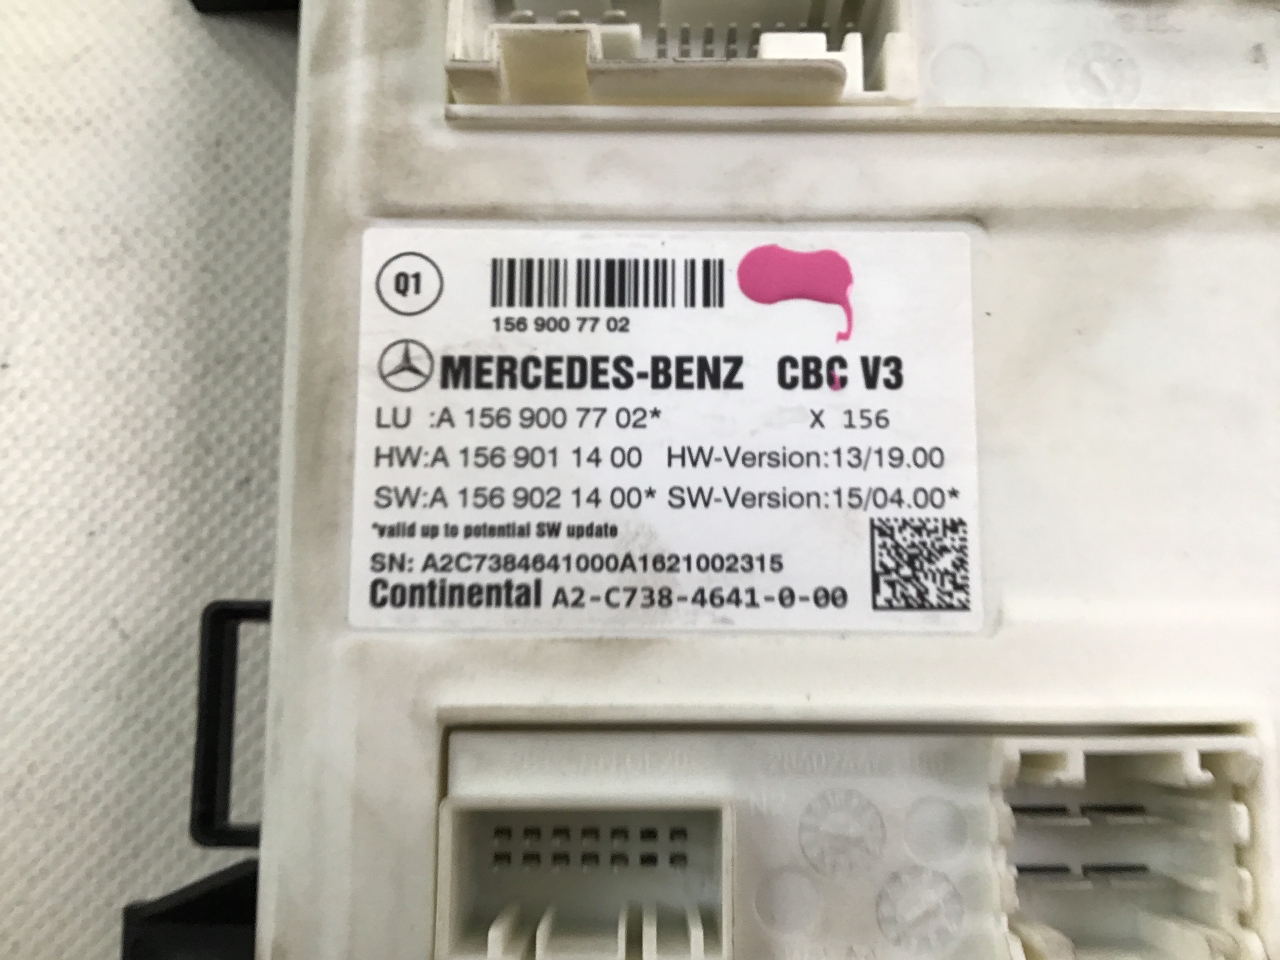 Q1
156 900 77 02
MERCEDES-BENZ CBC V3
LU :A 156 900 77 02* X 156
HW:A 156 901 14 00 HW-Version:13/19.00
SW:A 156 902 14 00* SW-Version:15/04.00*
*valid up to potential SW update
SN: A2C7384641000A1621002315
Continental A2-C738-4641-0-00